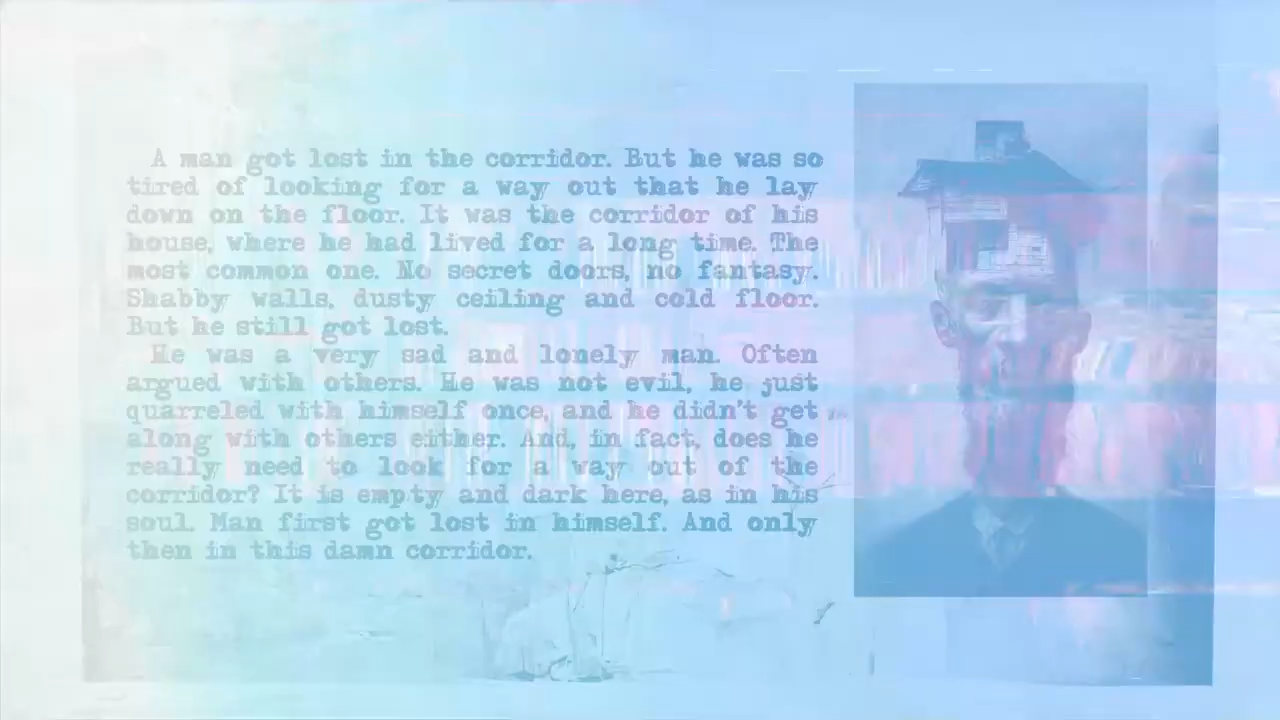 A man got lost in the corridor. But he was so
tired of looking for a way out that he lay
down on the floor. It was the corridor of his
house, where he had lived for a long time. The
most common one. No secret doors, no fantasy.
Shabby walls, dusty ceiling and cold floor.
But he still got lost.
He was a very sad and lonely man. Often
argued with others. He was not evil, he just
quarreled with himself once, and he didn't get
along with others either. And, in fact, does he
really need to look for a way out of the
corridor? It is empty and dark here, as in his
soul. Man first got lost in himself. And only
then in this damn corridor.